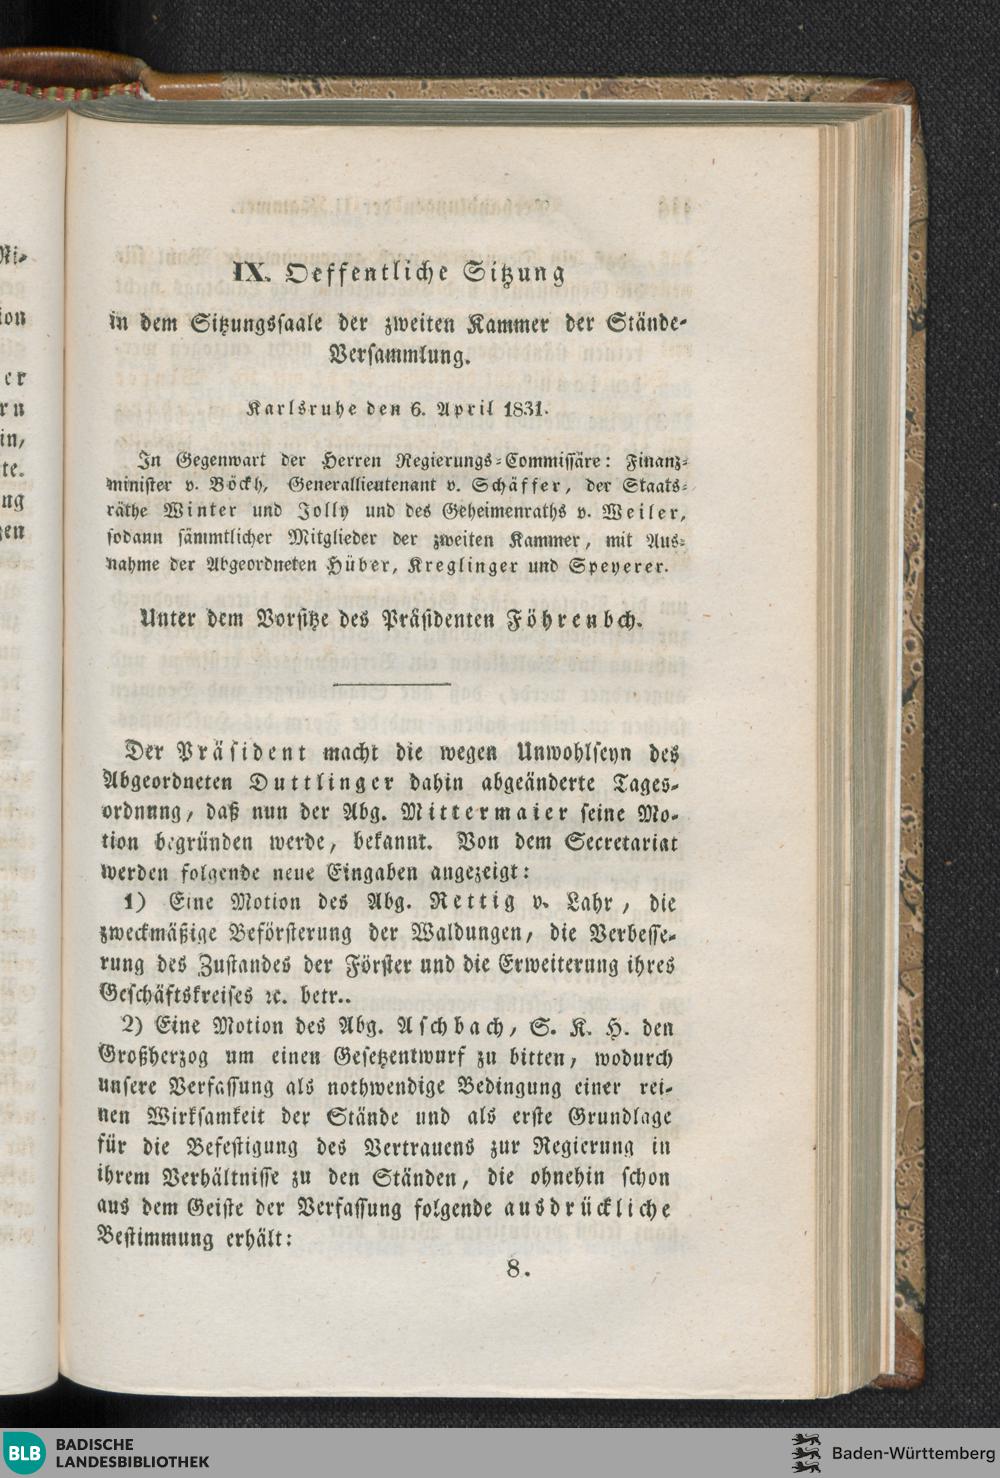 IX. Oeffentliche Sitzung
in dem Sitzungssaale der zweiten Kammer der Stände-
Versammlung.
Karlsruhe den 6. April 1831.
In Gegenwart der Herren Regierungs-Commissäre: Finanz-
minister v. Böckh, Generallieutenant v. Schäffer, der Staats-
räthe Winter und Jolly und des Geheimenraths v. Weiler,
sodann sämmtlicher Mitglieder der zweiten Kammer, mit Aus-
nahme der Abgeordneten Hüber, Kreglinger und Speyerer.
Unter dem Vorsitze des Präsidenten Föhrenbch.
Der Präsident macht die wegen Unwohlseyn des
Abgeordneten Duttlinger dahin abgeänderte Tages-
ordnnng, daß nun der Abg. Mittermaier seine Mo-
tion begründen werde, bekannt. Von dem Secretariat
werden folgende neue Eingaben angezeigt:
1) Eine Motion des Abg. Rettig v. Lahr, die
zweckmäßige Beförsterung der Waldungen, die Verbesse-
rung des Zustandes der Förster und die Erweiterung ihres
Geschäftskreises ꝛc. betr..
2) Eine Motion des Abg. Aschbach, S. K. H. den
Großherzog um einen Gesetzentwurf zu bitten, wodurch
unsere Verfassung als nothwendige Bedingung einer rei-
nen Wirksamkeit der Stände und als erste Grundlage
für die Befestigung des Vertrauens zur Regierung in
ihrem Verhältnisse zu den Ständen, die ohnehin schon
aus dem Geiste der Verfassung folgende ausdrückliche
Bestimmung erhält:
8.
BLB BADISCHE
LANDESBIBLIOTHEK
Baden-Württemberg